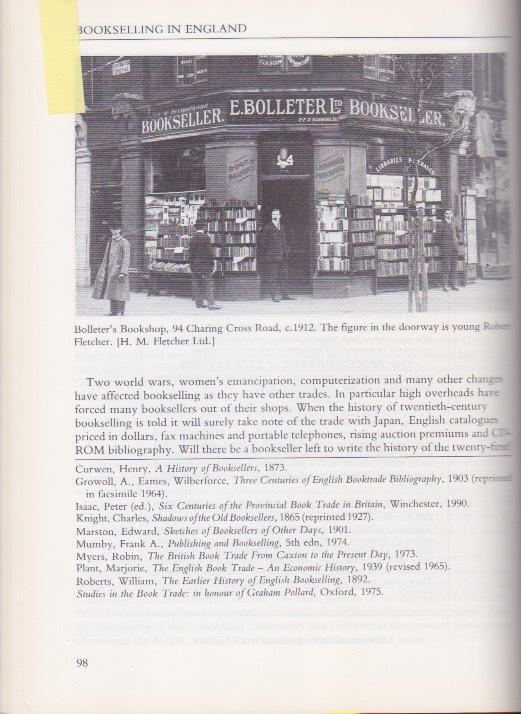 BOOKSELLING IN ENGLAND
BOOKSELLER. E. BOLLETER LTD BOOKSELLER.
94
LIBRARIES PURCHASED
Bolleter's Bookshop, 94 Charing Cross Road, c.1912. The figure in the doorway is young Robert
Fletcher. [H. M. Fletcher Ltd.]
Two world wars, women's emancipation, computerization and many other changes
have affected bookselling as they have other trades. In particular high overheads have
forced many booksellers out of their shops. When the history of twentieth-century
bookselling is told it will surely take note of the trade with Japan, English catalogues
priced in dollars, fax machines and portable telephones, rising auction premiums and CD-
ROM bibliography. Will there be a bookseller left to write the history of the twenty-first?
Curwen, Henry, A History of Booksellers, 1873.
Growoll, A., Eames, Wilberforce, Three Centuries of English Booktrade Bibliography, 1903 (reprinted
in facsimile 1964).
Isaac, Peter (ed.), Six Centuries of the Provincial Book Trade in Britain, Winchester, 1990.
Knight, Charles, Shadows of the Old Booksellers, 1865 (reprinted 1927).
Marston, Edward, Sketches of Booksellers of Other Days, 1901.
Mumby, Frank A., Publishing and Bookselling, 5th edn, 1974.
Myers, Robin, The British Book Trade From Caxton to the Present Day, 1973.
Plant, Marjorie, The English Book Trade – An Economic History, 1939 (revised 1965).
Roberts, William, The Earlier History of English Bookselling, 1892.
Studies in the Book Trade: in honour of Graham Pollard, Oxford, 1975.
98